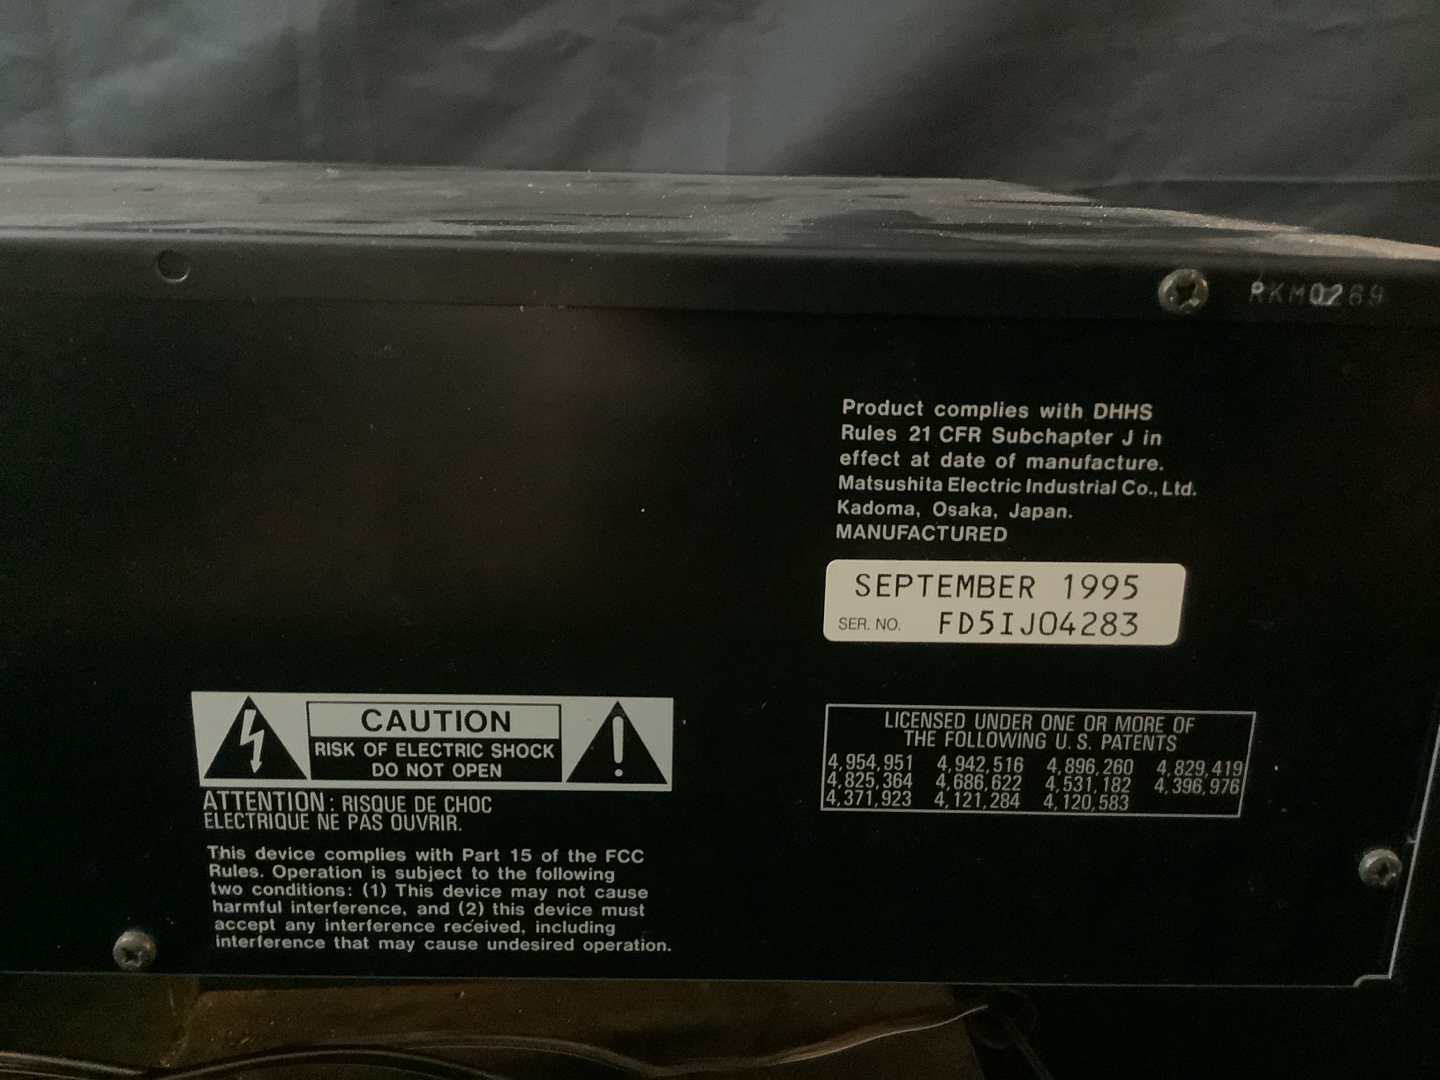 RKM0269
Product complies with DHHS
Rules 21 CFR Subchapter J in
effect at date of manufacture.
Matsushita Electric Industrial Co., Ltd.
Kadoma, Osaka, Japan.
MANUFACTURED
SEPTEMBER 1995
SER. NO. FD5IJ04283
CAUTION
RISK OF ELECTRIC SHOCK
DO NOT OPEN
ATTENTION : RISQUE DE CHOC
ELECTRIQUE NE PAS OUVRIR.
This device complies with Part 15 of the FCC
Rules. Operation is subject to the following
two conditions: (1) This device may not cause
harmful interference, and (2) this device must
accept any interference received, including
interference that may cause undesired operation.
LICENSED UNDER ONE OR MORE OF
THE FOLLOWING U.S. PATENTS
4,954,951 4,942,516 4,896,260 4,829,419
4,825,364 4,686,622 4,531,182 4,396,976
4,371,923 4,121,284 4,120,583